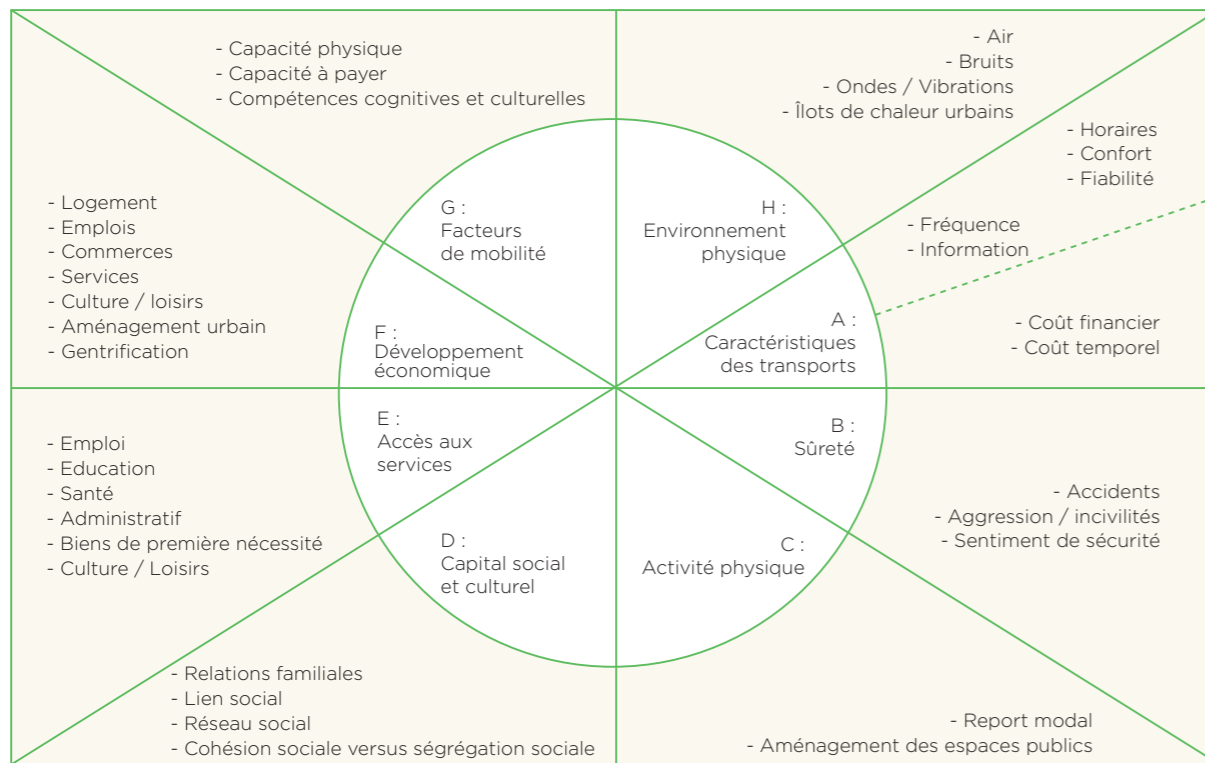 - Capacité physique
- Capacité à payer
- Compétences cognitives et culturelles
- Air
- Bruits
- Ondes / Vibrations
- Îlots de chaleur urbains
- Horaires
- Confort
- Fiabilité
- Fréquence
- Information
- Coût financier
- Coût temporel
- Logement
- Emplois
- Commerces
- Services
- Culture / loisirs
- Aménagement urbain
- Gentrification
G :
Facteurs
de mobilité
H :
Environnement
physique
F :
Développement
économique
A :
Caractéristiques
des transports
E :
Accès aux
services
B :
Sûreté
D :
Capital social
et culturel
C :
Activité physique
- Emploi
- Education
- Santé
- Administratif
- Biens de première nécessité
- Culture / Loisirs
- Accidents
- Aggression / incivilités
- Sentiment de sécurité
- Relations familiales
- Lien social
- Réseau social
- Cohésion sociale versus ségrégation sociale
- Report modal
- Aménagement des espaces publics